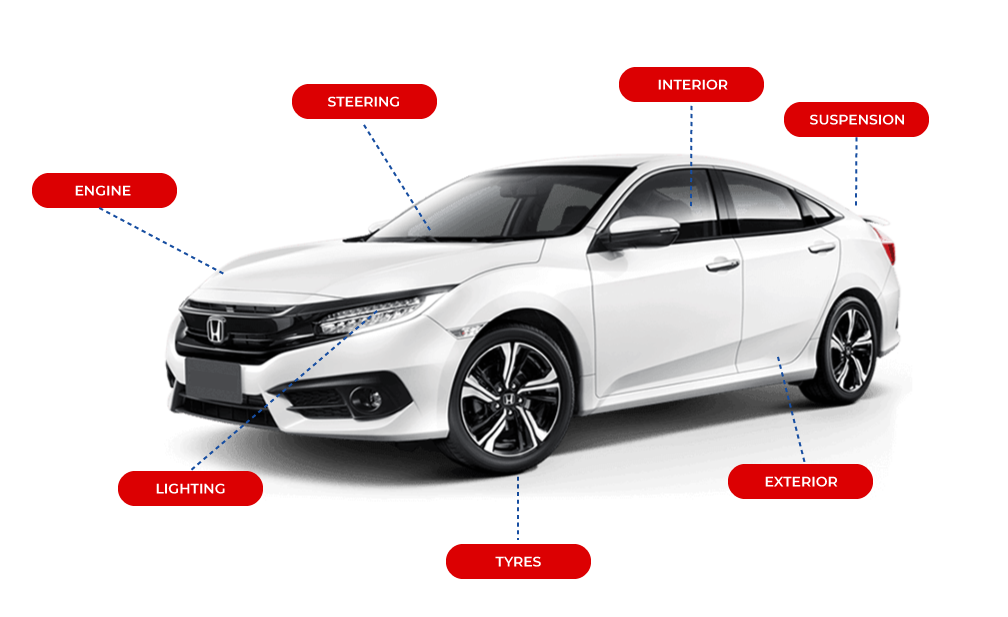 INTERIOR
STEERING
SUSPENSION
ENGINE
EXTERIOR
LIGHTING
TYRES